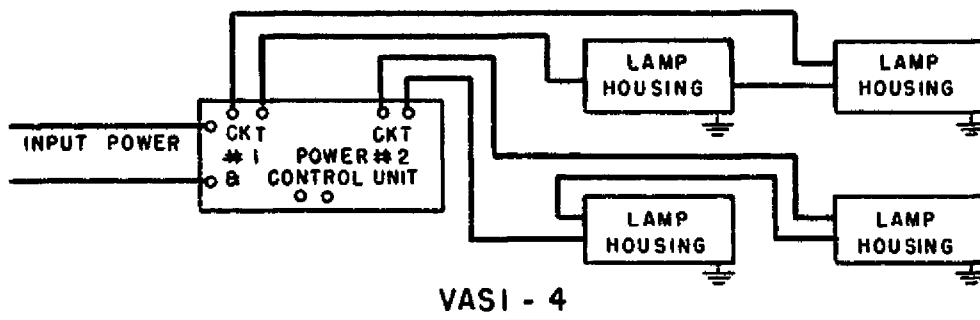 LAMP
HOUSING
LAMP
HOUSING
INPUT POWER
CKT
CKT
# 1
POWER # 2
& CONTROL UNIT
LAMP
HOUSING
LAMP
HOUSING
VASI - 4